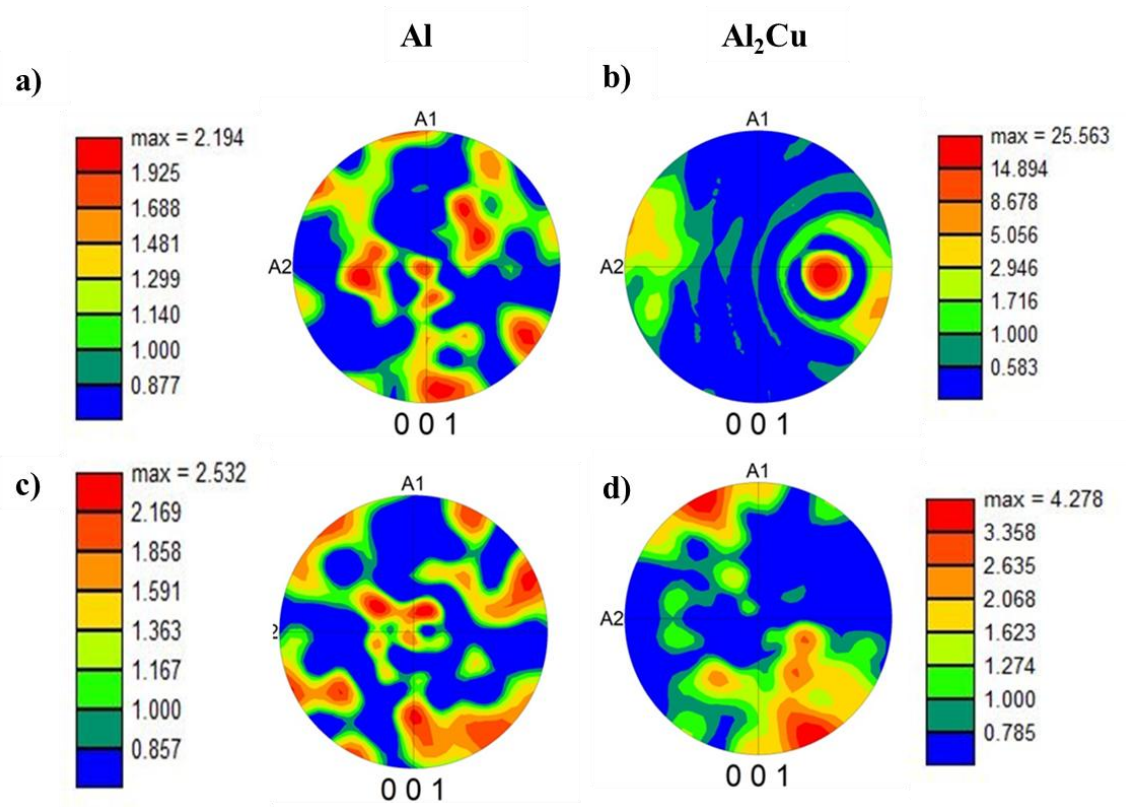 Al
Al₂Cu
a)
max = 2.194
1.925
1.688
1.481
1.299
1.140
1.000
0.877
A1
A2
0 0 1
b)
A1
A2
0 0 1
max = 25.563
14.894
8.678
5.056
2.946
1.716
1.000
0.583
c)
max = 2.532
2.169
1.858
1.591
1.363
1.167
1.000
0.857
A1
2
0 0 1
d)
A1
A2
0 0 1
max = 4.278
3.358
2.635
2.068
1.623
1.274
1.000
0.785